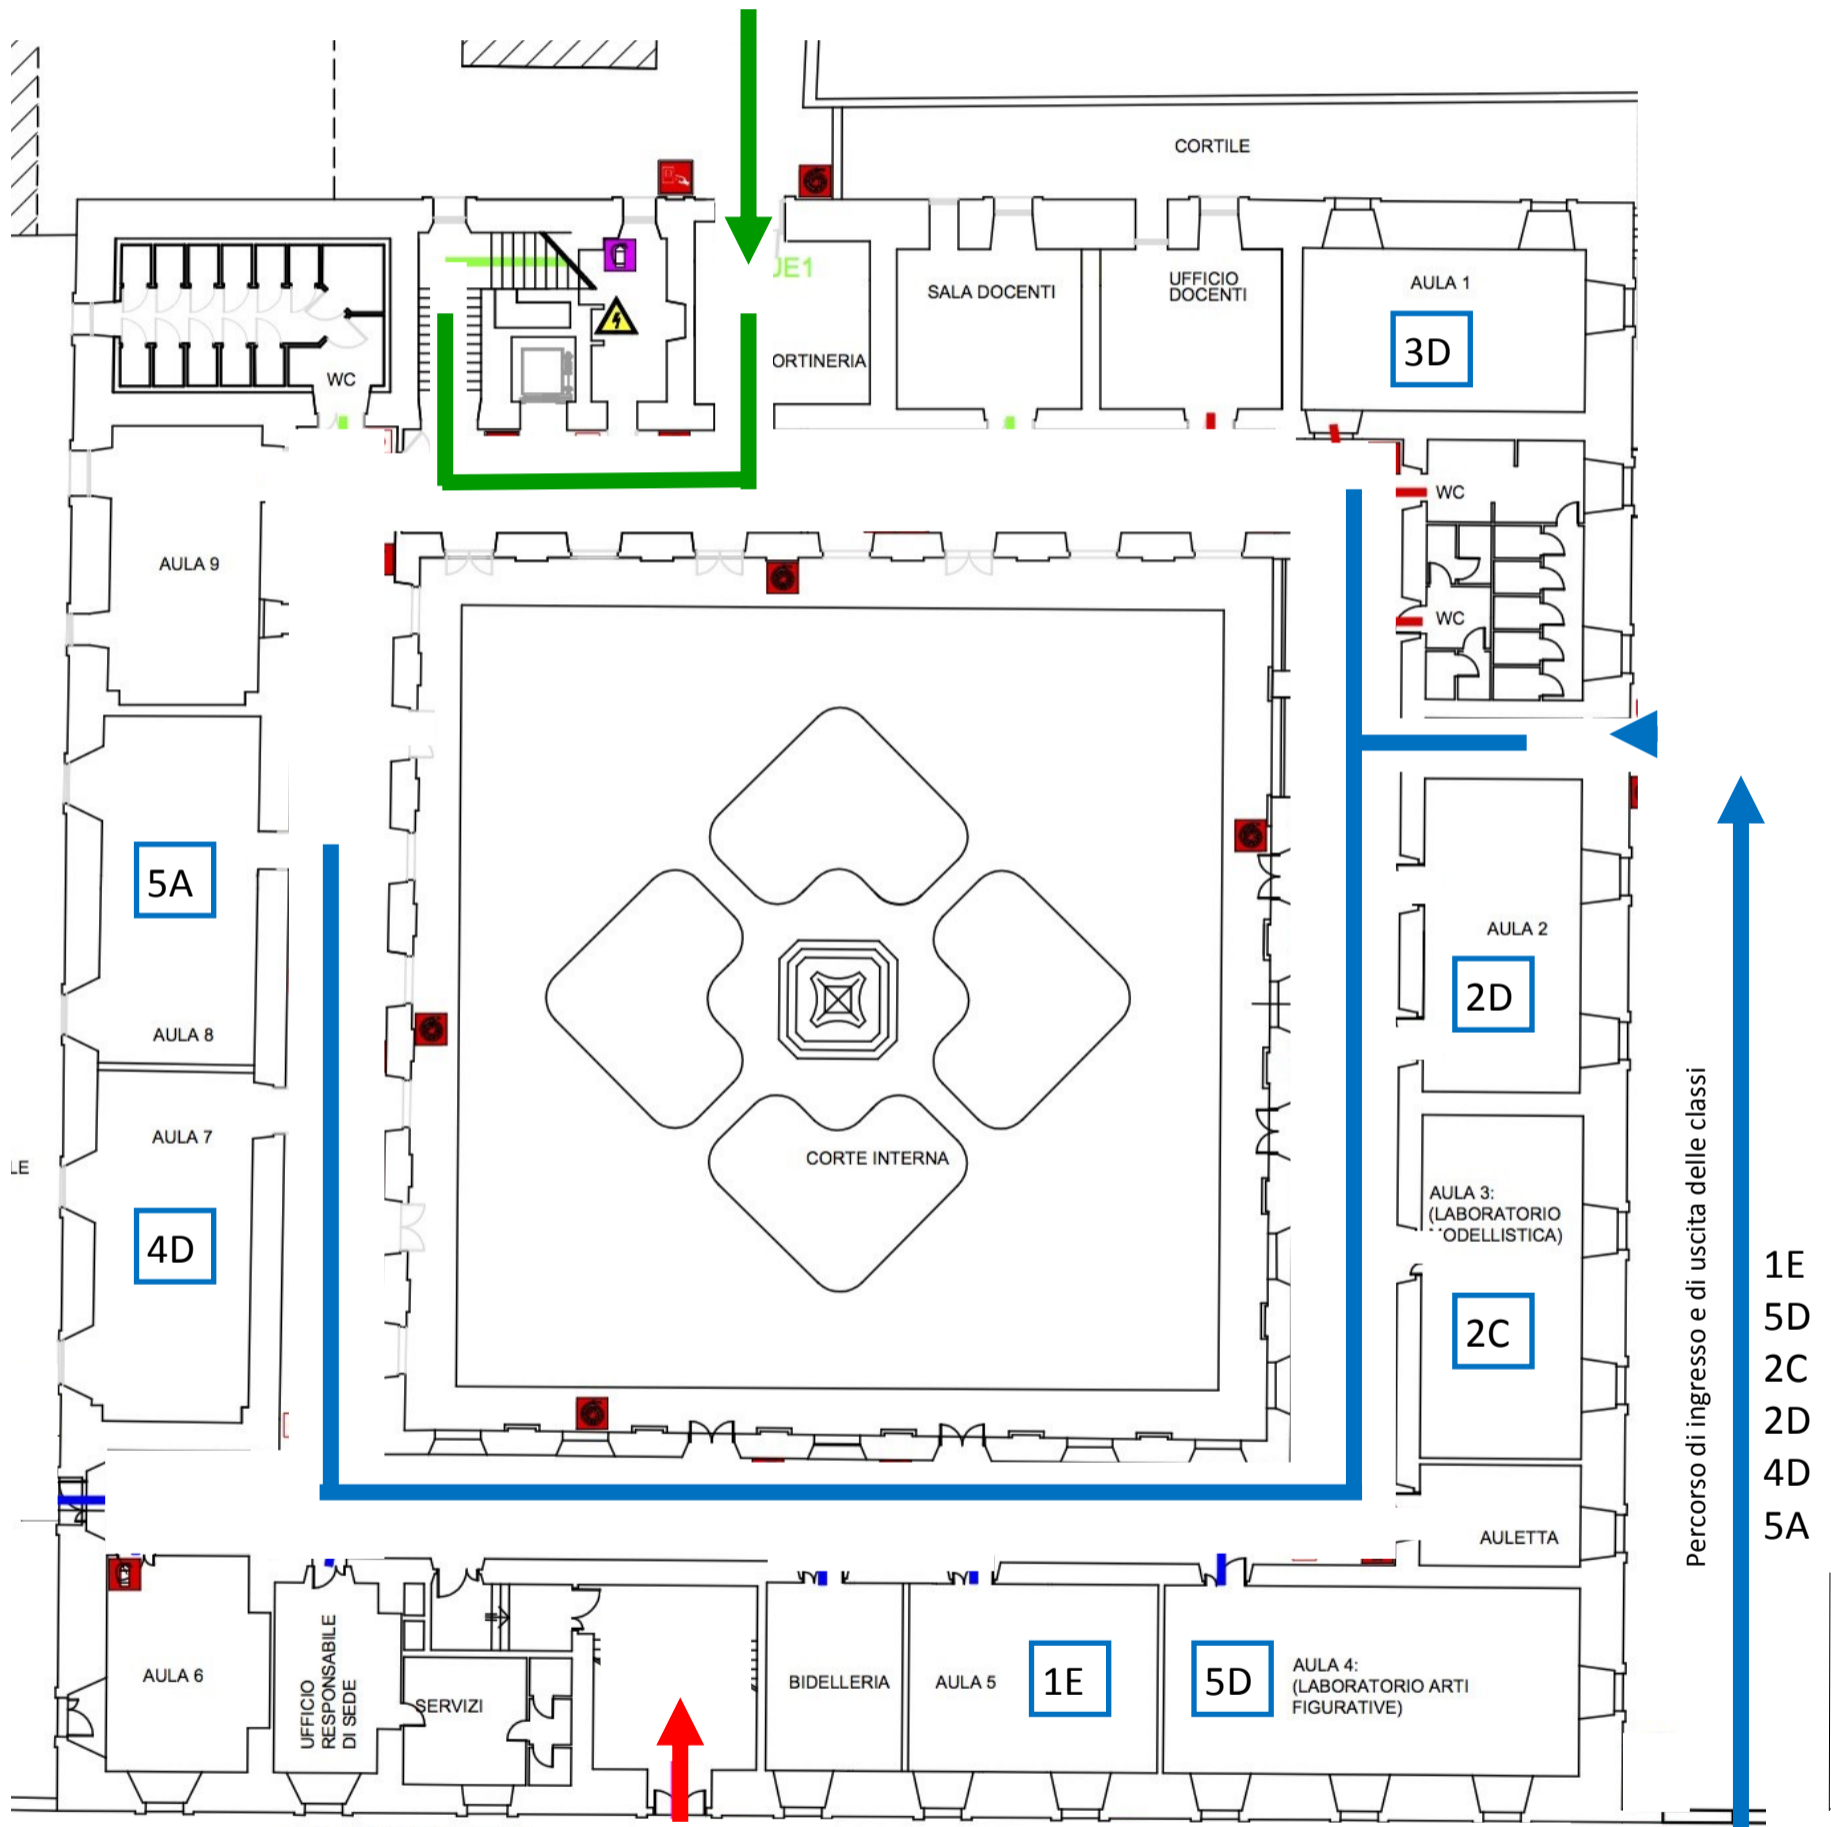 CORTILE
UE1
SALA DOCENTI
UFFICIO
DOCENTI
AULA 1
3D
ORTINERIA
WC
WC
AULA 9
WC
5A
AULA 2
2D
AULA 8
AULA 7
LE
CORTE INTERNA
4D
AULA 3:
(LABORATORIO
ODELLISTICA)
2C
Percorso di ingresso e di uscita delle classi
1E
5D
2C
2D
4D
5A
AULETTA
AULA 6
UFFICIO
RESPONSABILE
DI SEDE
SERVIZI
BIDELLERIA
AULA 5
1E
5D
AULA 4:
(LABORATORIO ARTI
FIGURATIVE)